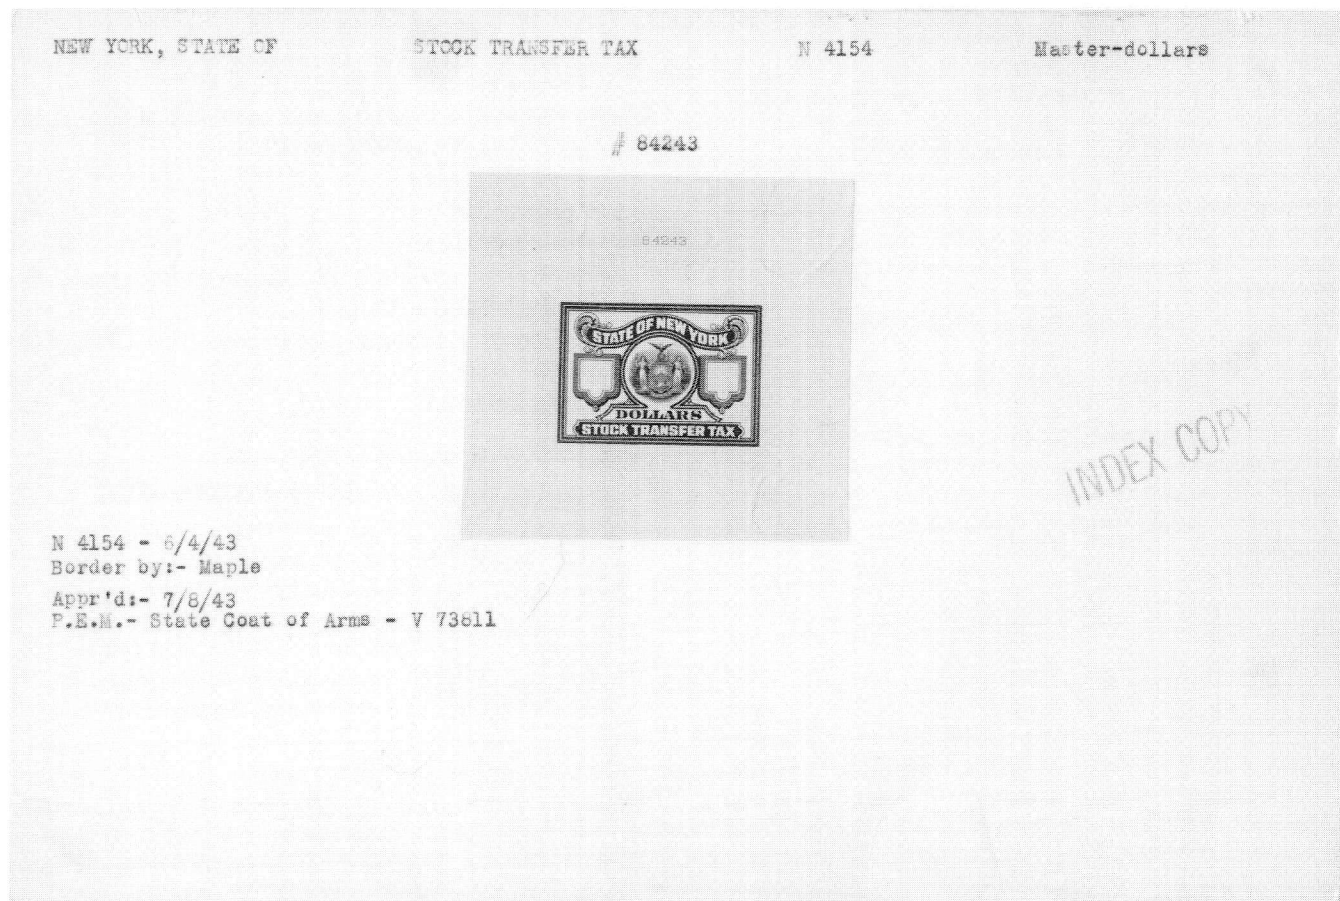 NEW YORK, STATE OF STOCK TRANSFER TAX N 4154 Master-dollars
# 84243
84243
STATE OF NEW YORK
DOLLARS
STOCK TRANSFER TAX
INDEX COPY
N 4154 - 6/4/43
Border by:- Maple
Appr'd:- 7/8/43
P.E.M.- State Coat of Arms - V 73811